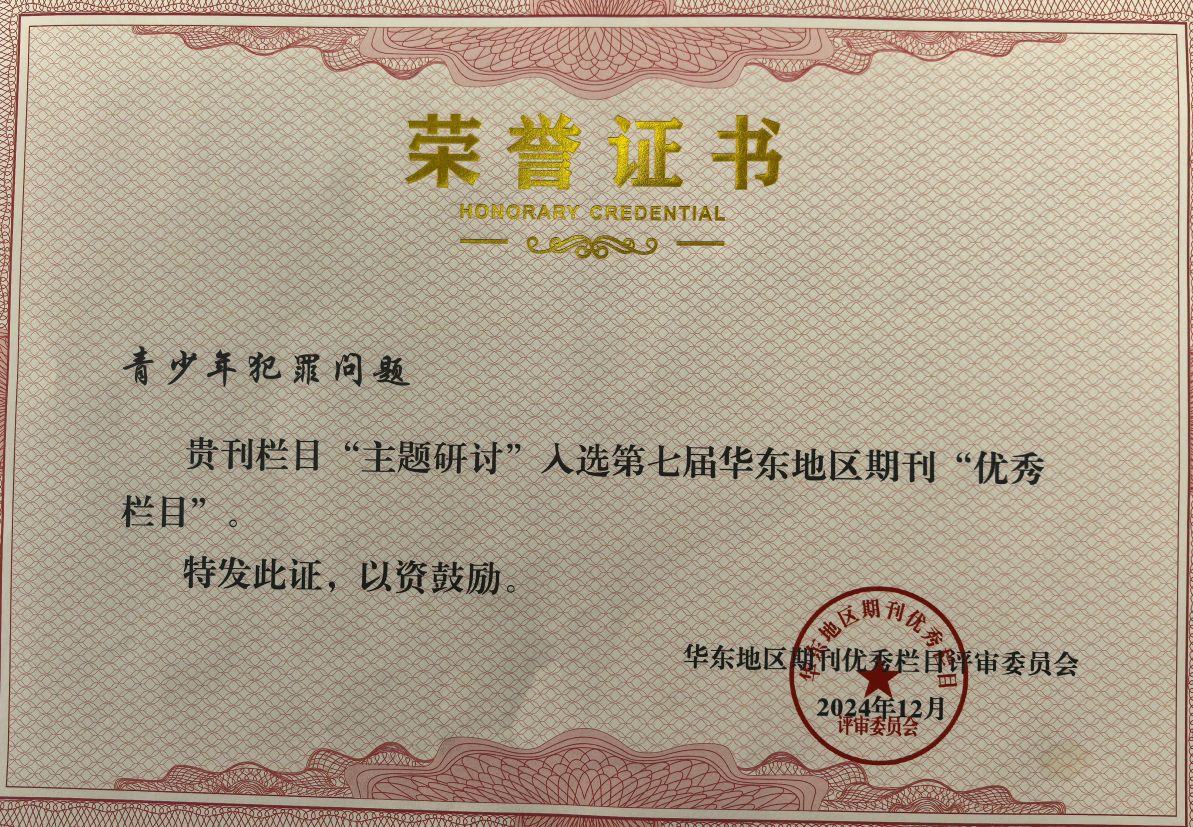 荣誉证书
HONORARY CREDENTIAL
青少年犯罪问题
贵刊栏目“主题研讨”入选第七届华东地区期刊“优秀
栏目”。
特发此证，以资鼓励。
华东地区期刊优秀栏目评审委员会
2024年12月
华东地区期刊优秀栏目
评审委员会